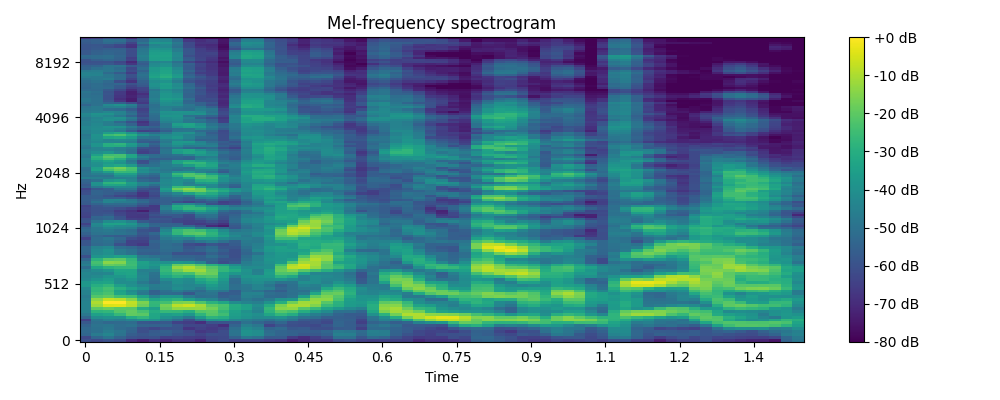 Mel-frequency spectrogram
Hz
8192
4096
2048
1024
512
0
0 0.15 0.3 0.45 0.6 0.75 0.9 1.1 1.2 1.4
Time
+0 dB
-10 dB
-20 dB
-30 dB
-40 dB
-50 dB
-60 dB
-70 dB
-80 dB